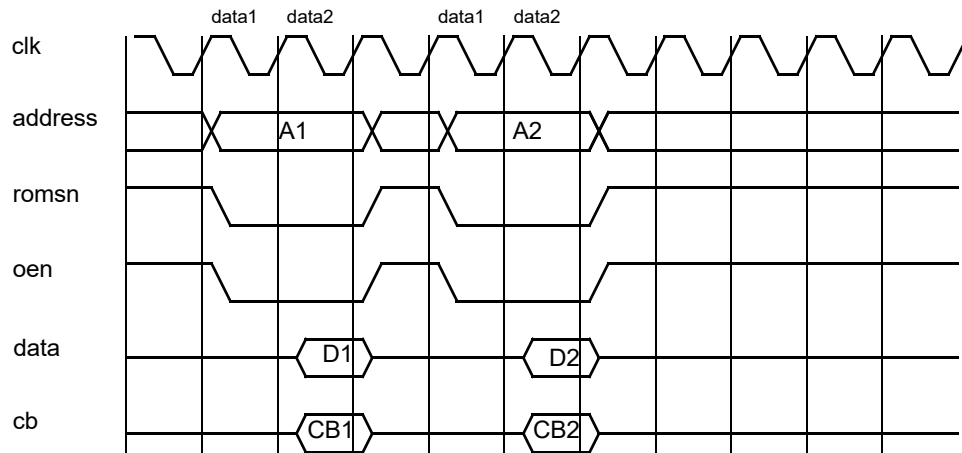 data1 data2 data1 data2
clk
address A1 A2
romsn
oen
data D1 D2
cb CB1 CB2